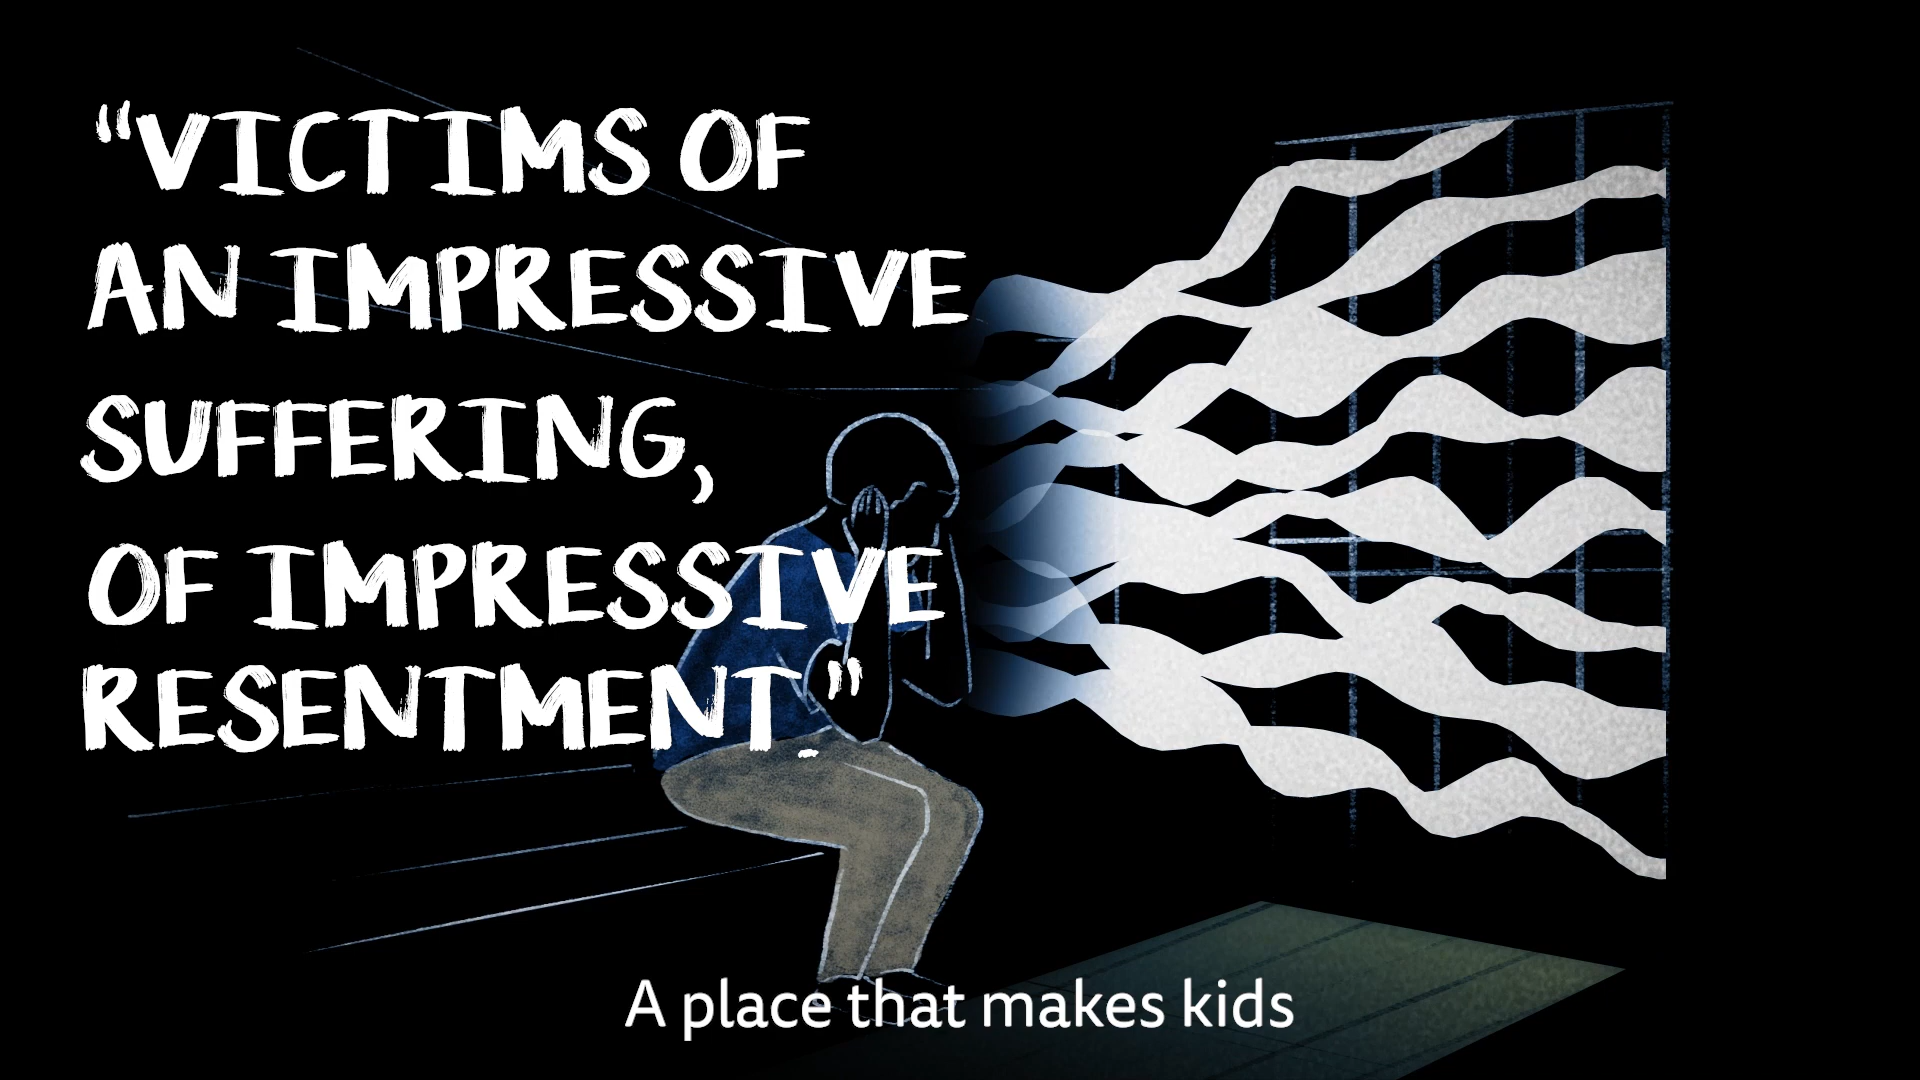 “VICTIMS OF
AN IMPRESSIVE
SUFFERING,
OF IMPRESSIVE
RESENTMENT.”
A place that makes kids